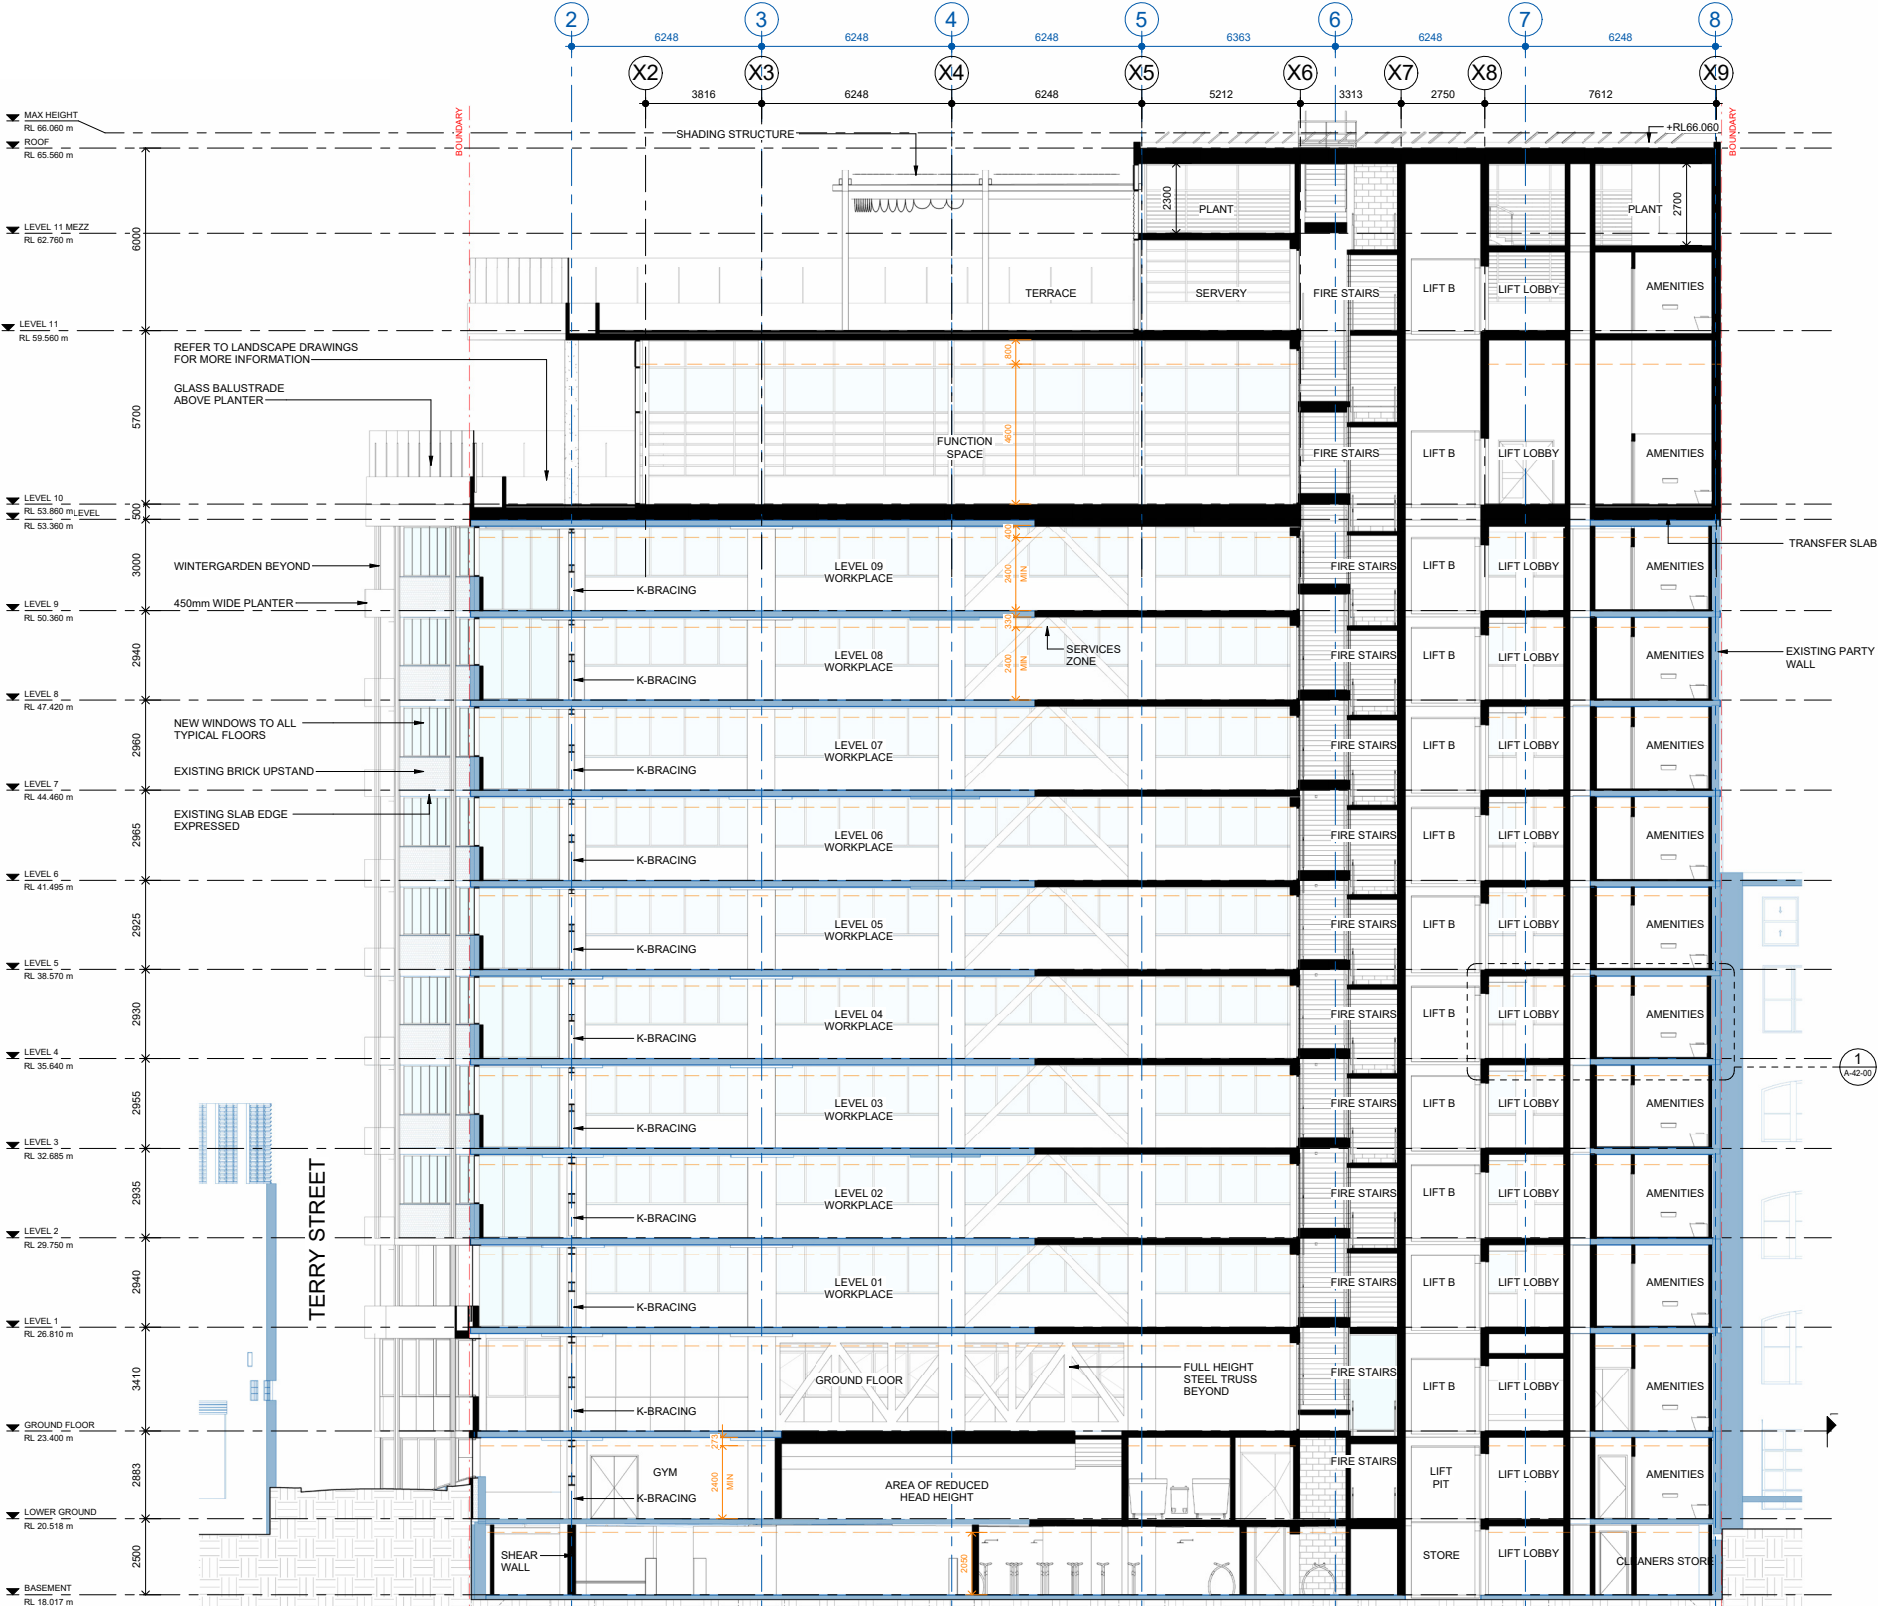 2 3 4 5 6 7 8
6248 6248 6248 6363 6248 6248
X2 X3 X4 X5 X6 X7 X8 X9
3816 6248 6248 5212 3313 2750 7612
BOUNDARY
BOUNDARY
MAX HEIGHT
RL 66.060 m
SHADING STRUCTURE
+RL66.060
ROOF
RL 65.560 m
2300
PLANT
PLANT
2700
LEVEL 11 MEZZ
RL 62.760 m
6000
TERRACE
SERVERY
FIRE STAIRS
LIFT B
LIFT LOBBY
AMENITIES
LEVEL 11
RL 59.560 m
REFER TO LANDSCAPE DRAWINGS
FOR MORE INFORMATION
800
GLASS BALUSTRADE
ABOVE PLANTER
5700
4600
FUNCTION
SPACE
FIRE STAIRS
LIFT B
LIFT LOBBY
AMENITIES
LEVEL 10
RL 53.860 m
LEVEL
RL 53.360 m
500
400
TRANSFER SLAB
3000
WINTERGARDEN BEYOND
LEVEL 09
WORKPLACE
2400
MIN
FIRE STAIRS
LIFT B
LIFT LOBBY
AMENITIES
K-BRACING
450mm WIDE PLANTER
LEVEL 9
RL 50.360 m
330
2940
LEVEL 08
WORKPLACE
2400
MIN
SERVICES
ZONE
FIRE STAIRS
LIFT B
LIFT LOBBY
AMENITIES
EXISTING PARTY
WALL
K-BRACING
LEVEL 8
RL 47.420 m
NEW WINDOWS TO ALL
TYPICAL FLOORS
2960
LEVEL 07
WORKPLACE
FIRE STAIRS
LIFT B
LIFT LOBBY
AMENITIES
EXISTING BRICK UPSTAND
K-BRACING
LEVEL 7
RL 44.460 m
EXISTING SLAB EDGE
EXPRESSED
2965
LEVEL 06
WORKPLACE
FIRE STAIRS
LIFT B
LIFT LOBBY
AMENITIES
K-BRACING
LEVEL 6
RL 41.495 m
2925
LEVEL 05
WORKPLACE
FIRE STAIRS
LIFT B
LIFT LOBBY
AMENITIES
K-BRACING
LEVEL 5
RL 38.570 m
2930
LEVEL 04
WORKPLACE
FIRE STAIRS
LIFT B
LIFT LOBBY
AMENITIES
K-BRACING
LEVEL 4
RL 35.640 m
1
A-42-00
2955
LEVEL 03
WORKPLACE
FIRE STAIRS
LIFT B
LIFT LOBBY
AMENITIES
K-BRACING
LEVEL 3
RL 32.685 m
TERRY STREET
2935
LEVEL 02
WORKPLACE
FIRE STAIRS
LIFT B
LIFT LOBBY
AMENITIES
K-BRACING
LEVEL 2
RL 29.750 m
2940
LEVEL 01
WORKPLACE
FIRE STAIRS
LIFT B
LIFT LOBBY
AMENITIES
K-BRACING
LEVEL 1
RL 26.810 m
3410
GROUND FLOOR
FULL HEIGHT
STEEL TRUSS
BEYOND
FIRE STAIRS
LIFT B
LIFT LOBBY
AMENITIES
K-BRACING
GROUND FLOOR
RL 23.400 m
273
2883
GYM
2400
MIN
AREA OF REDUCED
HEAD HEIGHT
FIRE STAIRS
LIFT
PIT
LIFT LOBBY
AMENITIES
K-BRACING
LOWER GROUND
RL 20.518 m
2500
SHEAR
WALL
2050
STORE
LIFT LOBBY
CLEANERS STORE
BASEMENT
RL 18.017 m